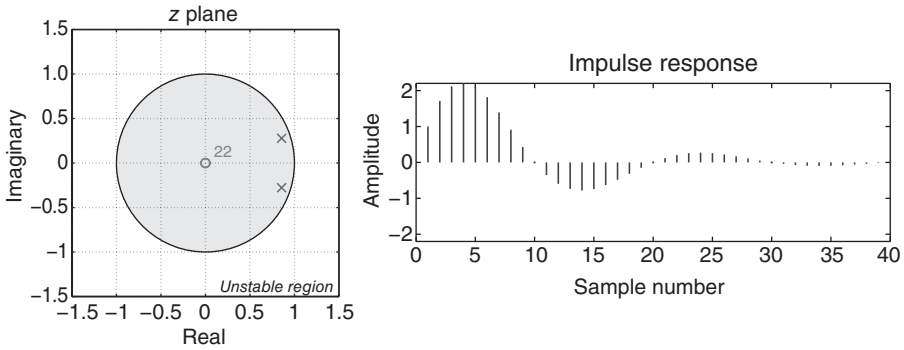 z plane
1.5
1.0
0.5
0
−0.5
−1
−1.5
Imaginary
22
Unstable region
−1.5 −1 −0.5 0 0.5 1 1.5
Real
Impulse response
2
1
0
−1
−2
Amplitude
0 5 10 15 20 25 30 35 40
Sample number